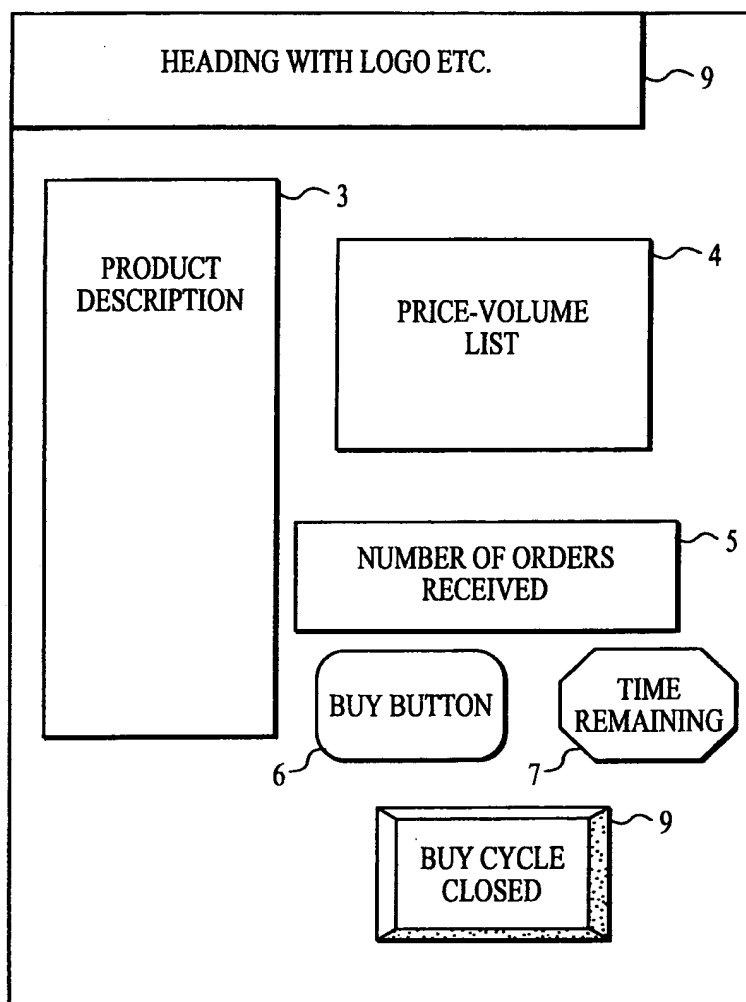 HEADING WITH LOGO ETC.
9
3
PRODUCT
DESCRIPTION
4
PRICE-VOLUME
LIST
5
NUMBER OF ORDERS
RECEIVED
BUY BUTTON
6
TIME
REMAINING
7
9
BUY CYCLE
CLOSED